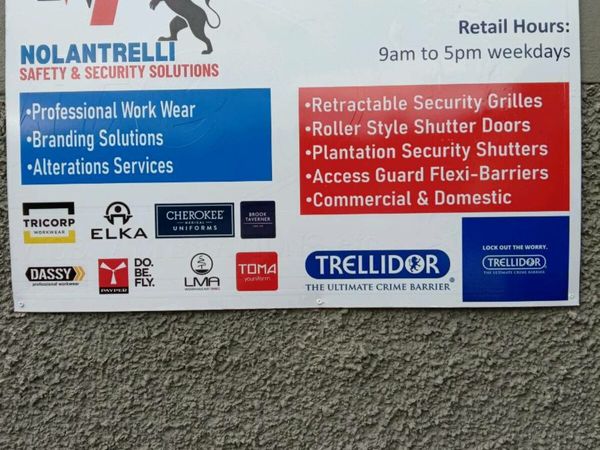 Retail Hours:
9am to 5pm weekdays
NOLANTRELLI
SAFETY & SECURITY SOLUTIONS
•Professional Work Wear
•Branding Solutions
•Alterations Services
•Retractable Security Grilles
•Roller Style Shutter Doors
•Plantation Security Shutters
•Access Guard Flexi-Barriers
•Commercial & Domestic
TRICORP
WORKWEAR
ELKA
CHEROKEE
MEDICAL
UNIFORMS
BROOK
TAVERNER
DASSY
professional workwear
PAYPER
DO.
BE.
FLY.
LMA
TOMA
youniform
TRELLIDOR
THE ULTIMATE CRIME BARRIER
LOCK OUT THE WORRY.
TRELLIDOR
THE ULTIMATE CRIME BARRIER